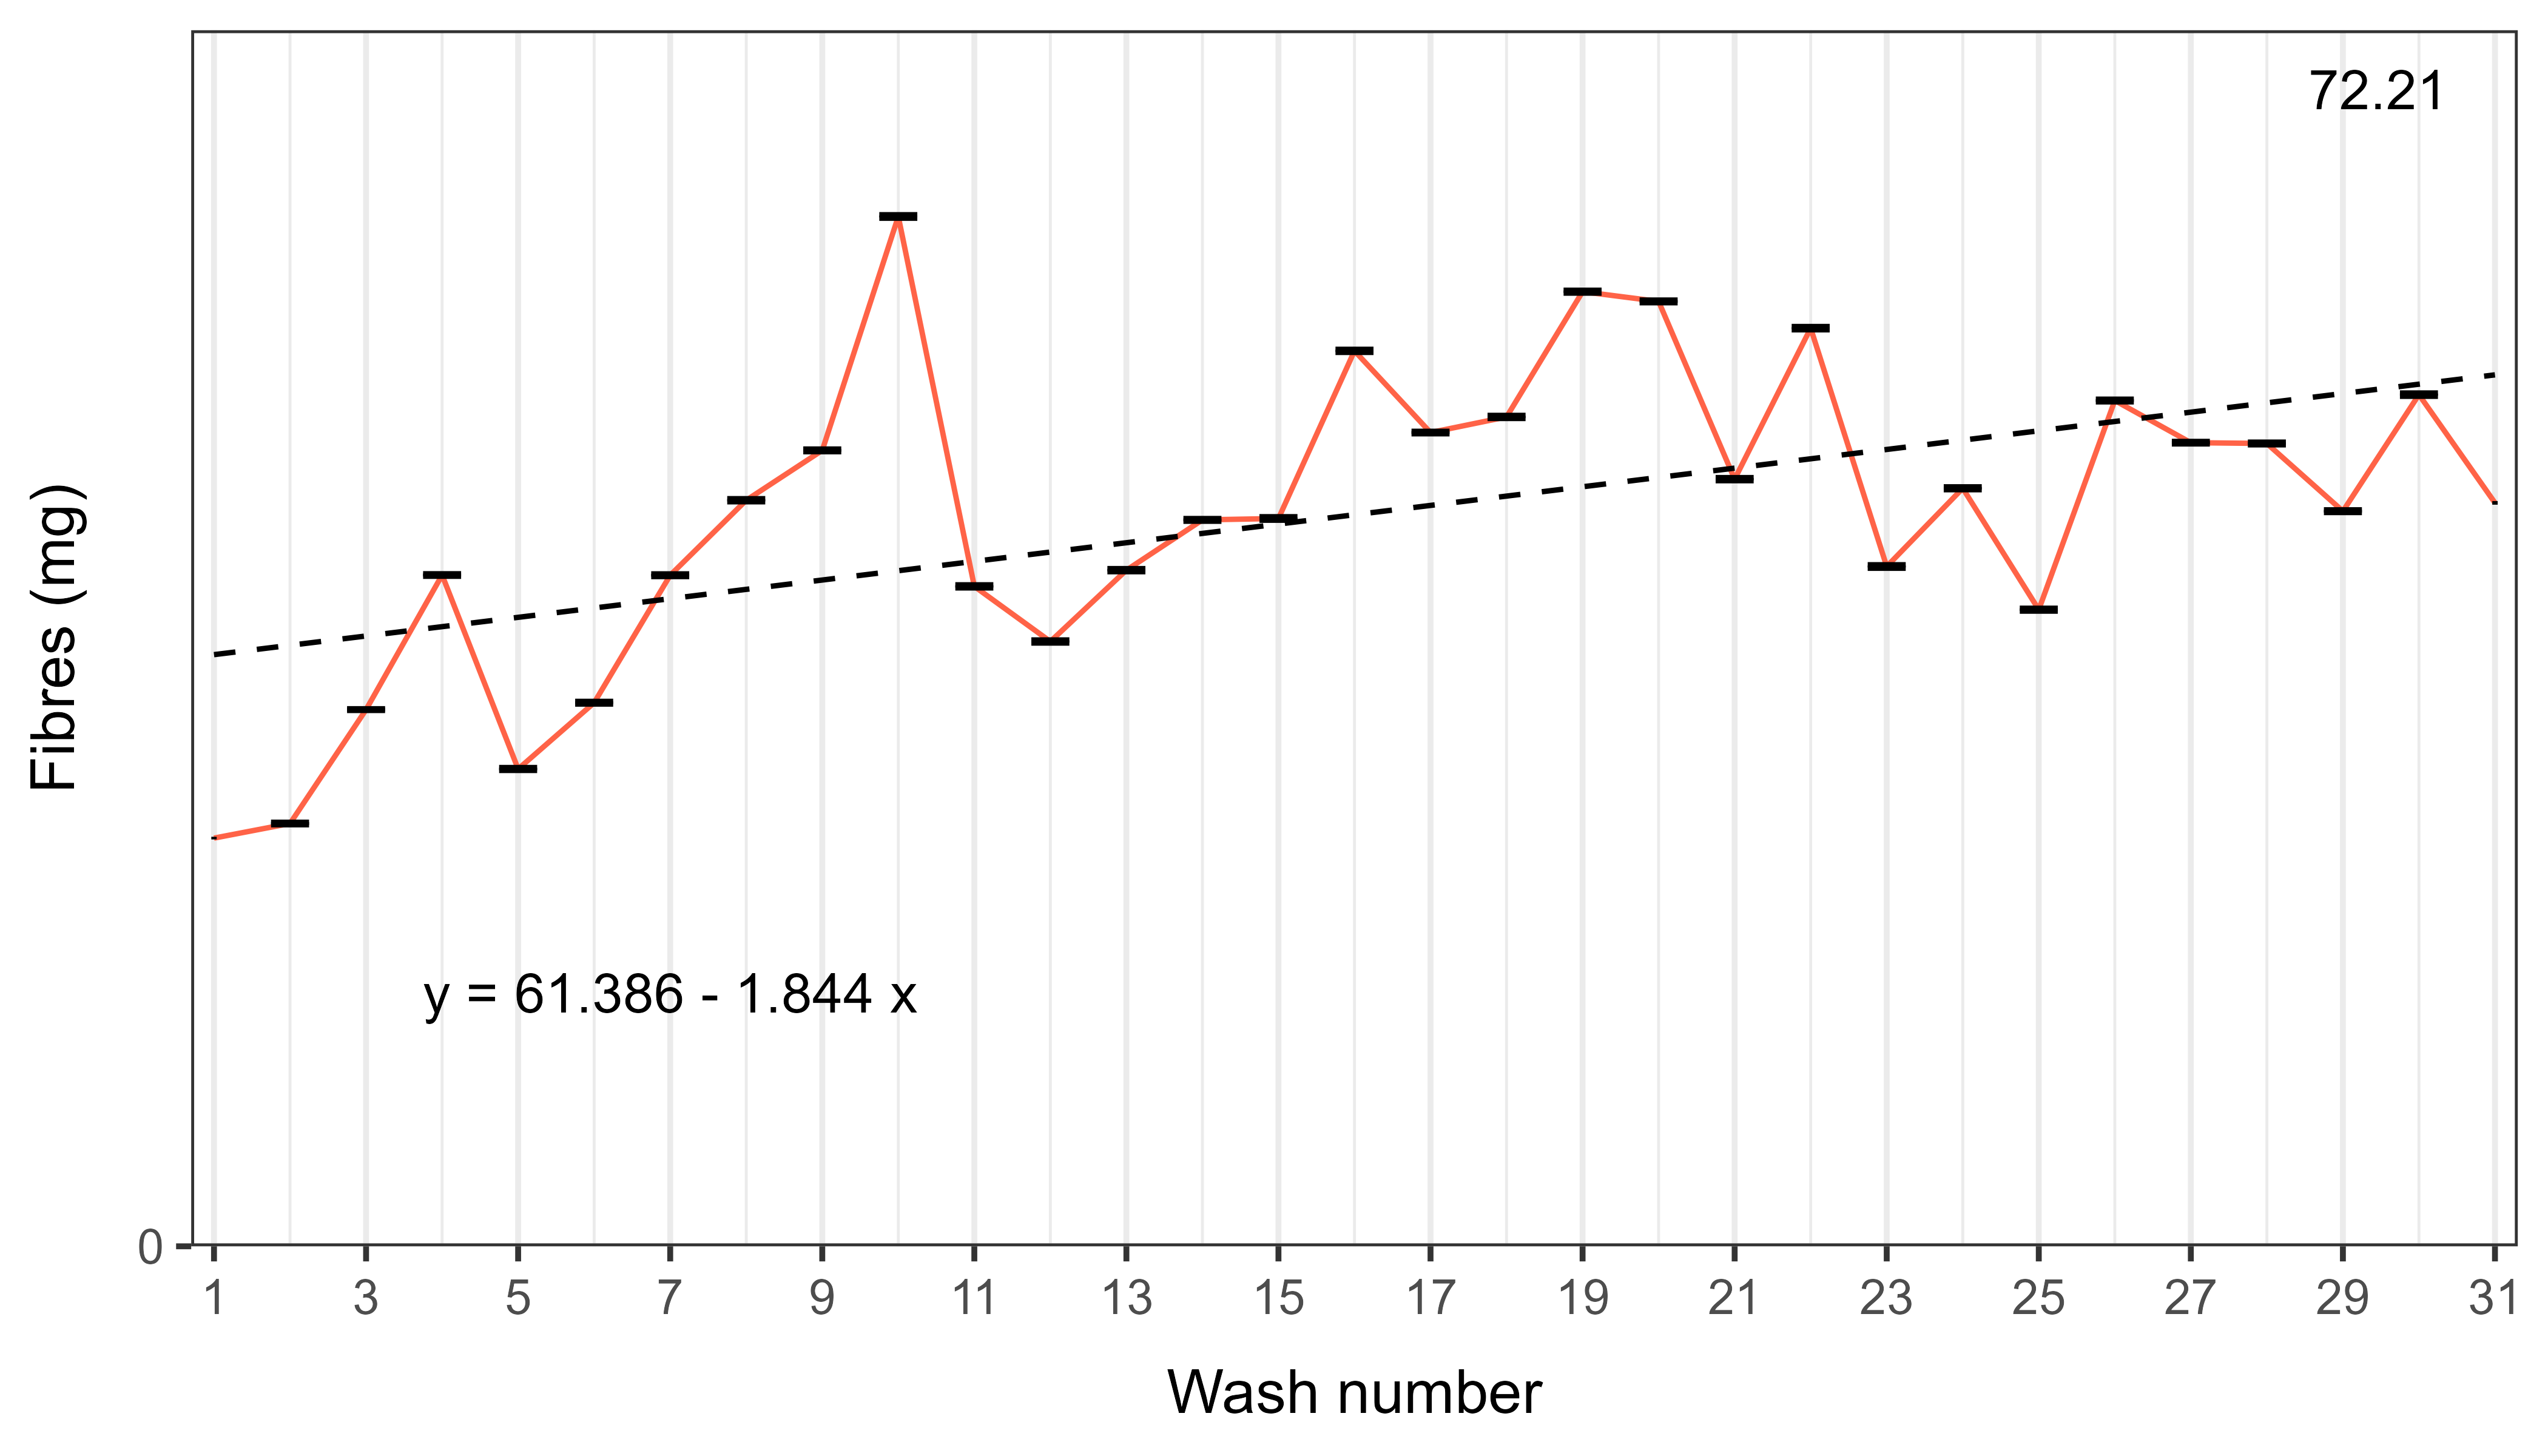 72.21
Fibres (mg)
y = 61.386 - 1.844 x
0
1 3 5 7 9 11 13 15 17 19 21 23 25 27 29 31
Wash number